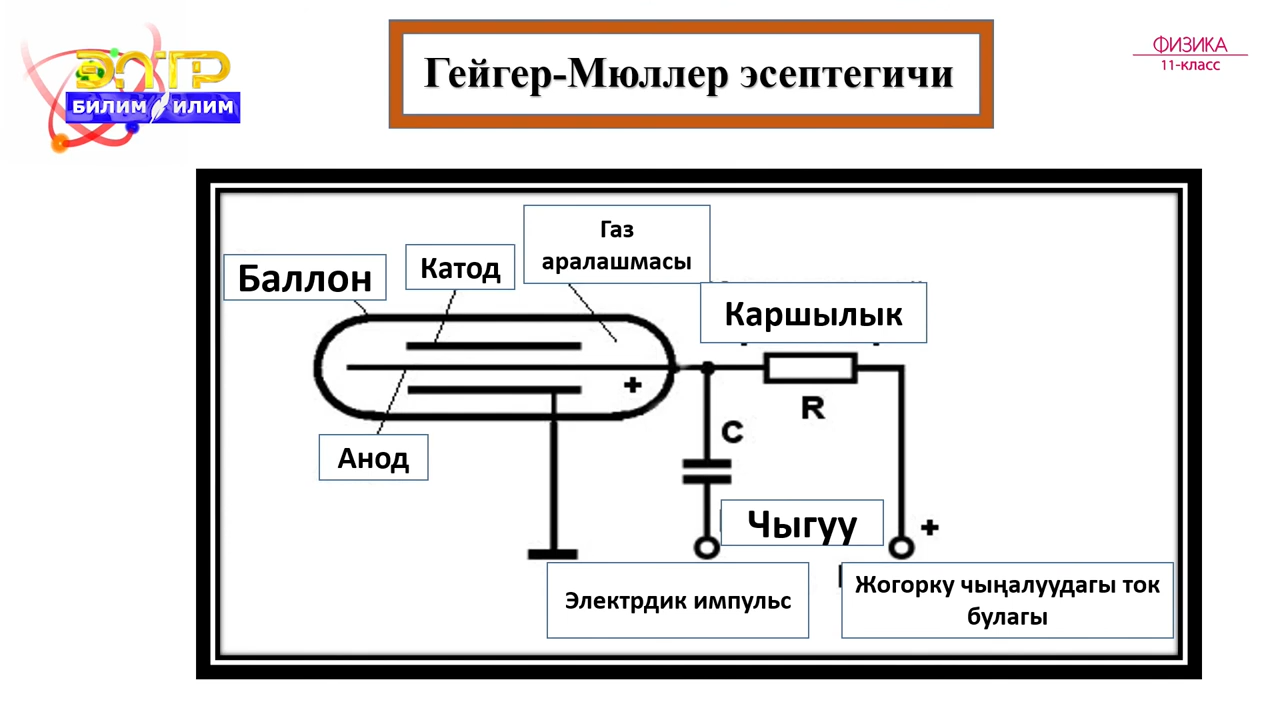 ЭЛТР
БИЛИМ ИЛИМ
Гейгер-Мюллер эсептегичи
ФИЗИКА
11-класс
Газ
аралашмасы
Катод
Баллон
Каршылык
+
R
C
Анод
Чыгуу
+
Электрдик импульс
Жогорку чыңалуудагы ток
булагы